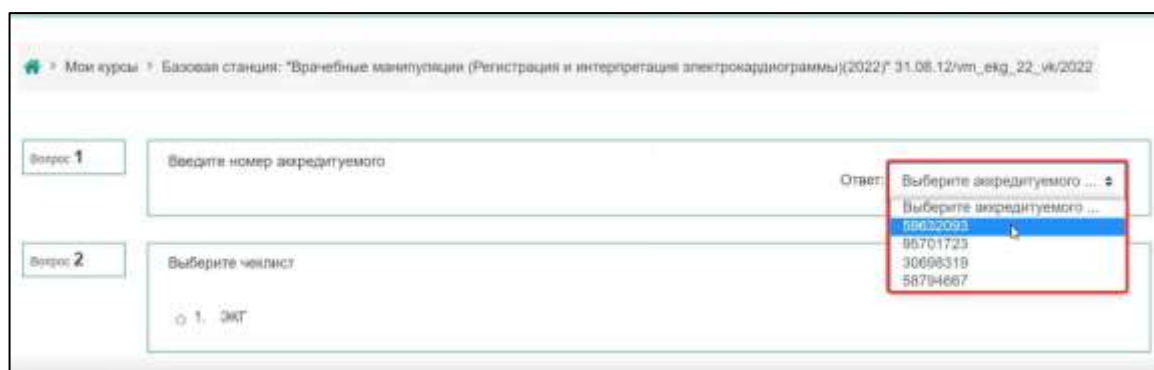 Мои курсы
Базовая станция: "Врачебные манипуляции (Регистрация и интерпретация электрокардиограммы)(2022)" 31.08.12/vm_ekg_22_vk/2022
Вопрос 1
Введите номер аккредитуемого
Ответ:
Выберите аккредитуемого ...
Выберите аккредитуемого ...
59632093
95701723
30698319
58794667
Вопрос 2
Выберите чеклист
1. ЭКГ